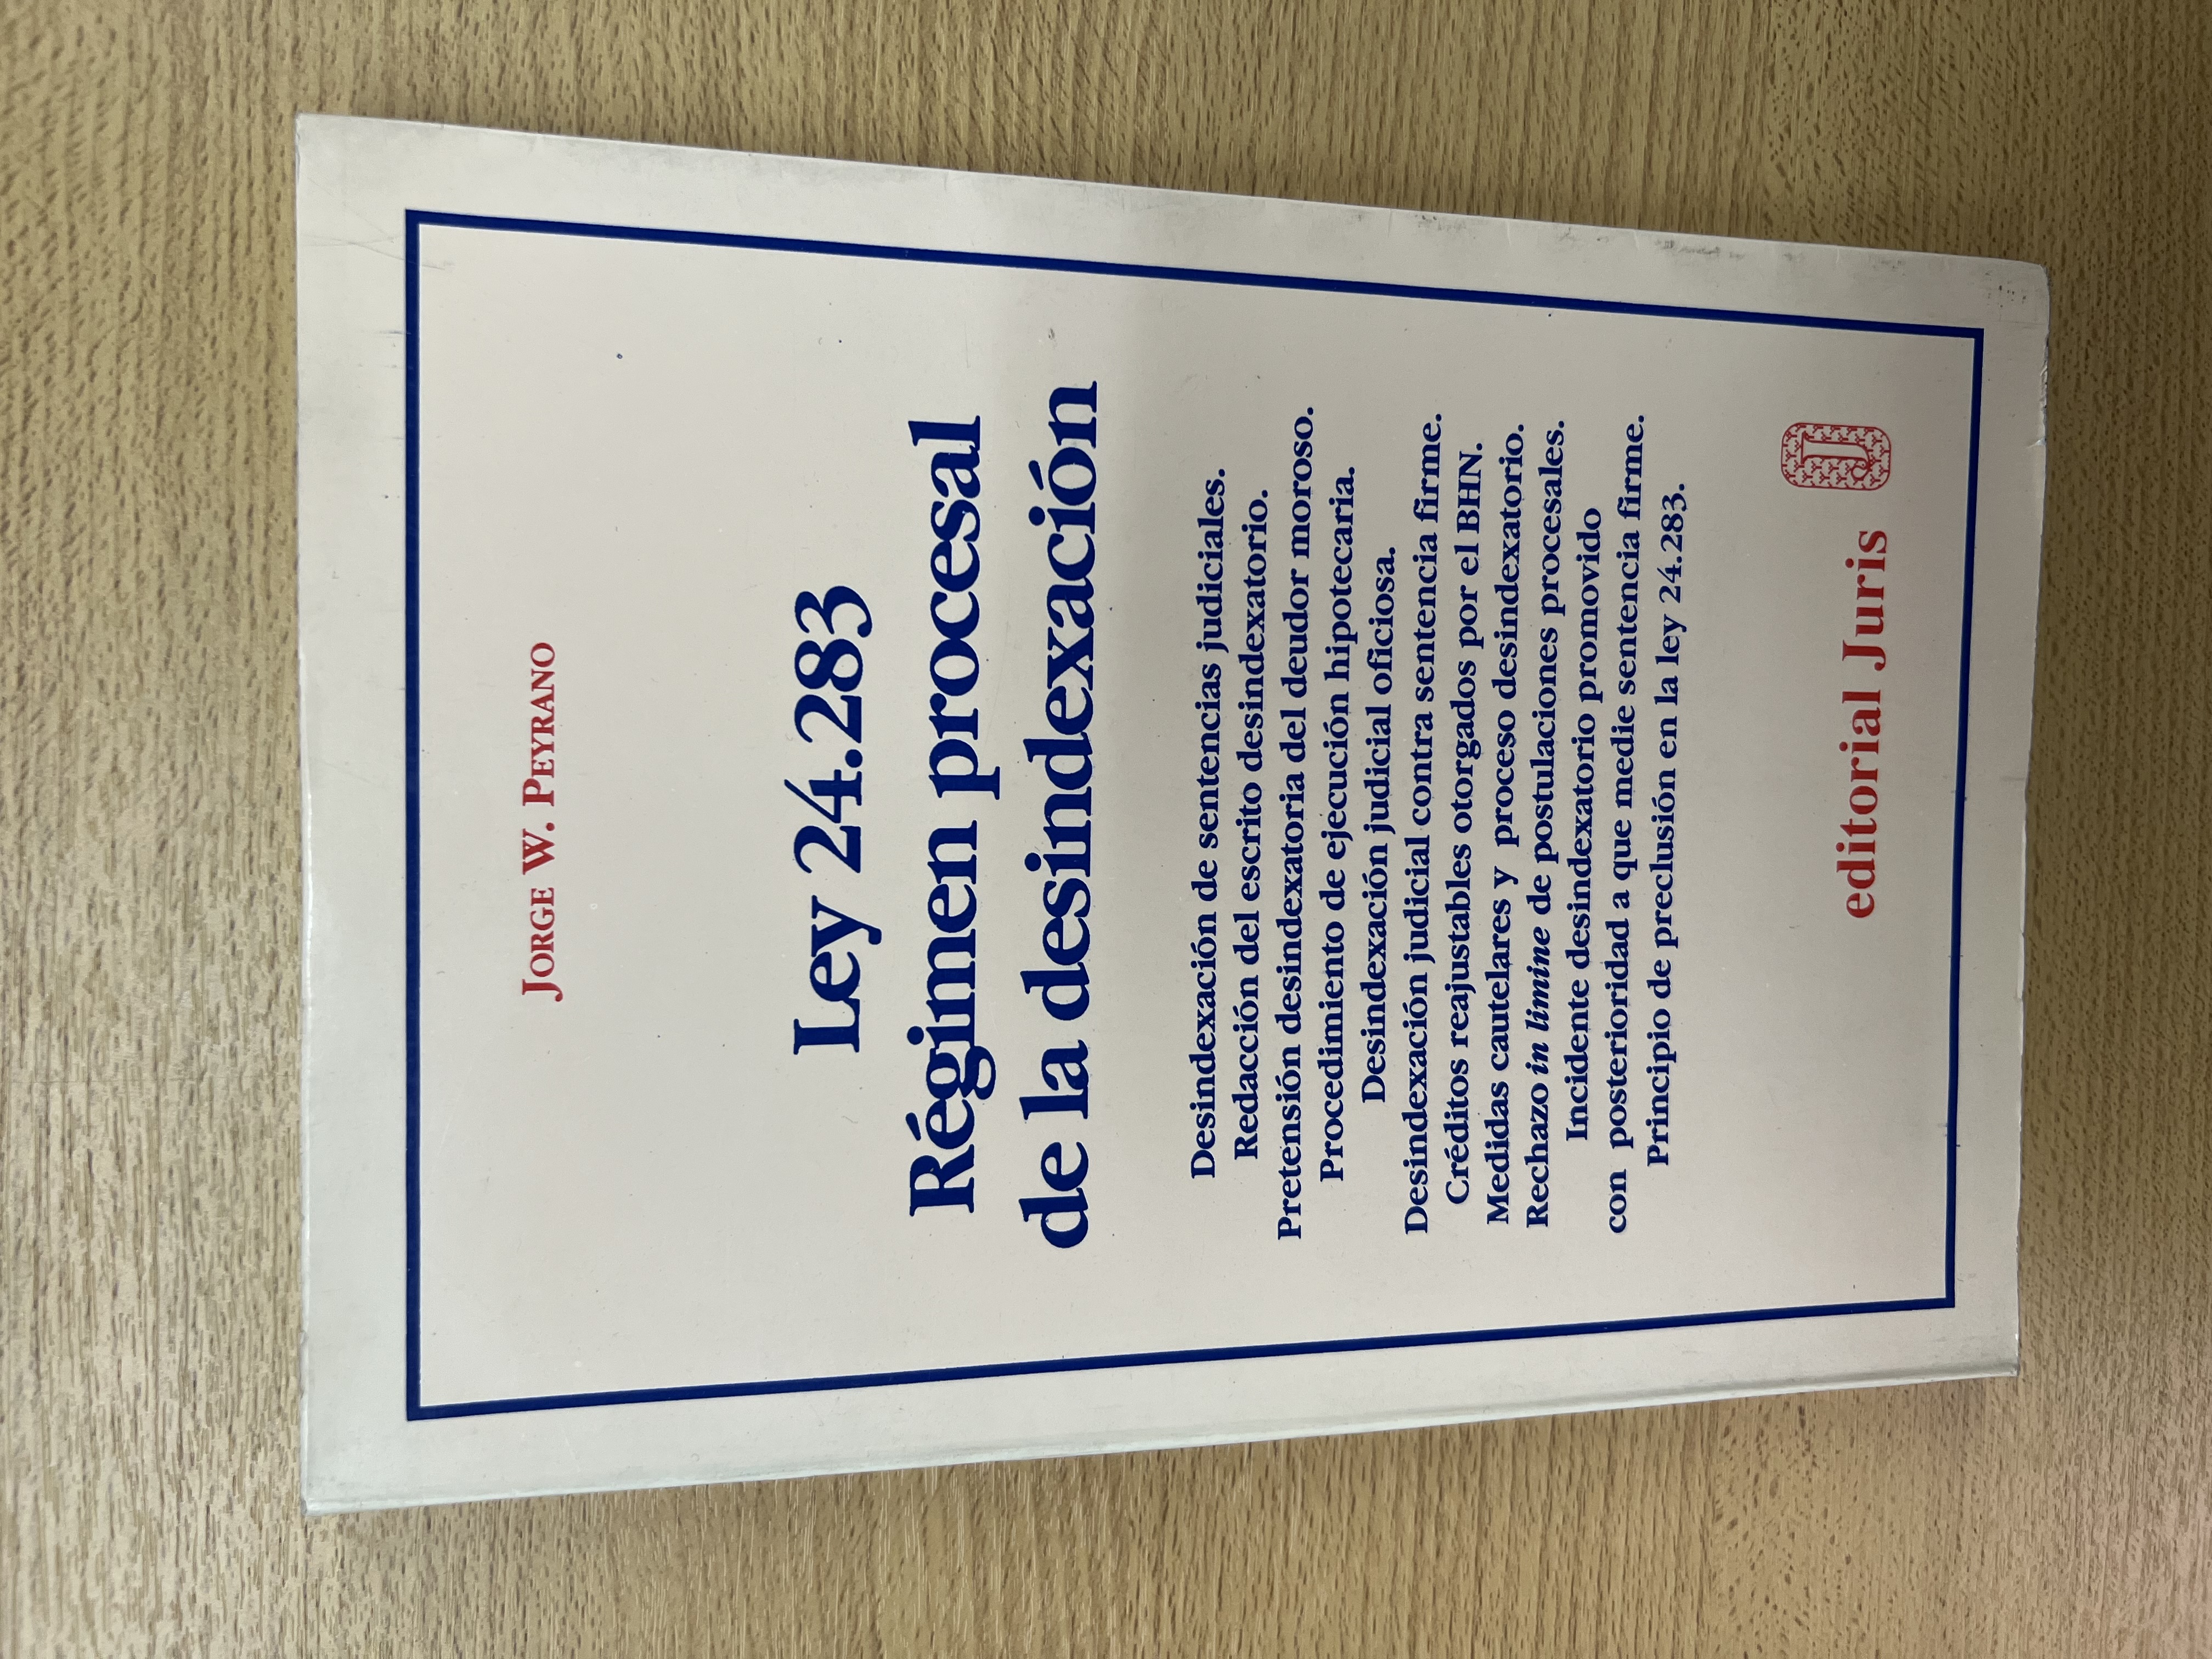 JORGE W. PEYRANO
Ley 24.283
Régimen procesal
de la desindexación
Desindexación de sentencias judiciales.
Redacción del escrito desindexatorio.
Pretensión desindexatoria del deudor moroso.
Procedimiento de ejecución hipotecaria.
Desindexación judicial oficiosa.
Desindexación judicial contra sentencia firme.
Créditos reajustables otorgados por el BHN.
Medidas cautelares y proceso desindexatorio.
Rechazo in limine de postulaciones procesales.
Incidente desindexatorio promovido
con posterioridad a que medie sentencia firme.
Principio de preclusión en la ley 24.283.
editorial Juris J